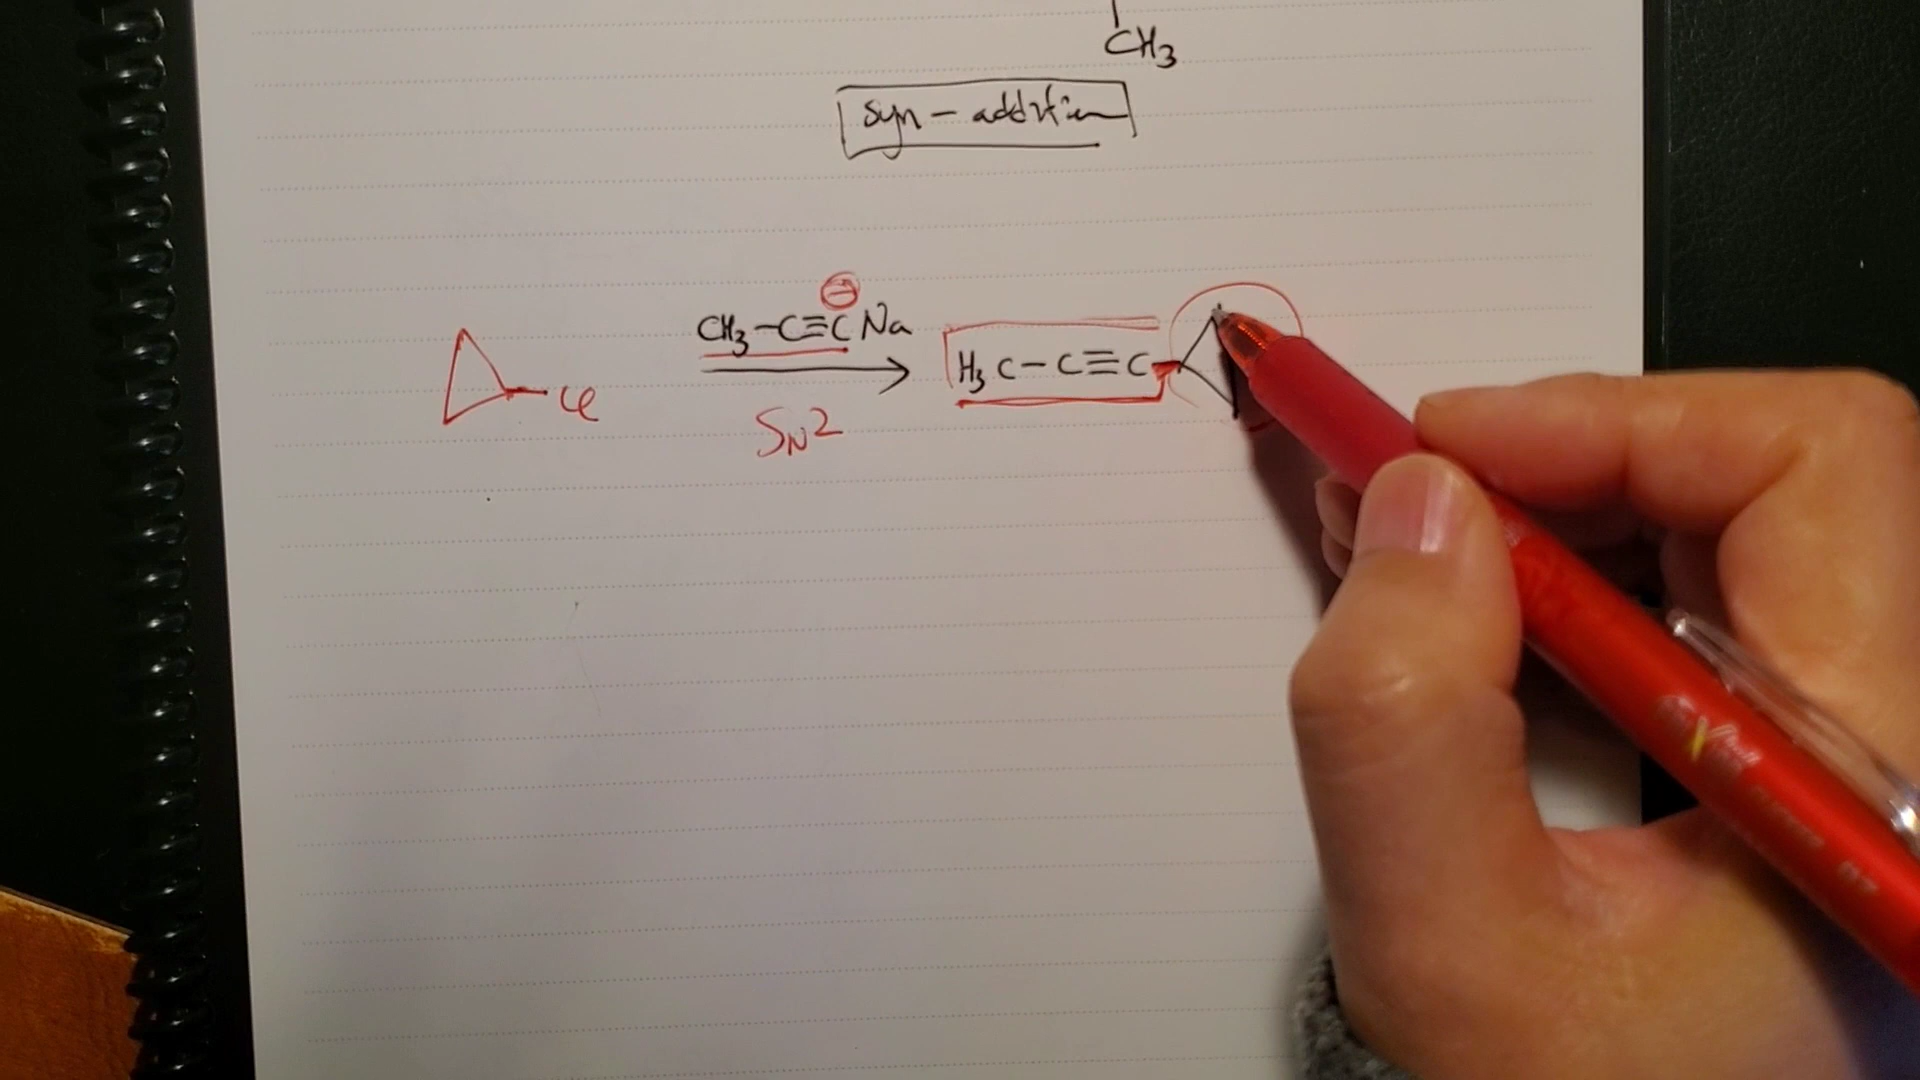 CH₃
syn-addition
⊖
CH₃-C≡C Na
H₃C-C≡C
Cl
SN2